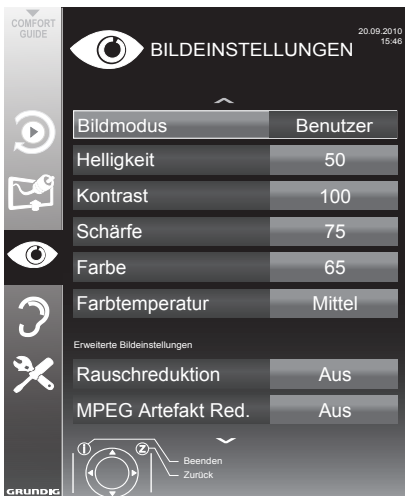 COMFORT
GUIDE
BILDEINSTELLUNGEN
20.09.2010
15:46
Bildmodus Benutzer
Helligkeit 50
Kontrast 100
Schärfe 75
Farbe 65
Farbtemperatur Mittel
Erweiterte Bildeinstellungen
Rauschreduktion Aus
MPEG Artefakt Red. Aus
Z
Beenden
Zurück
GRUNDIG